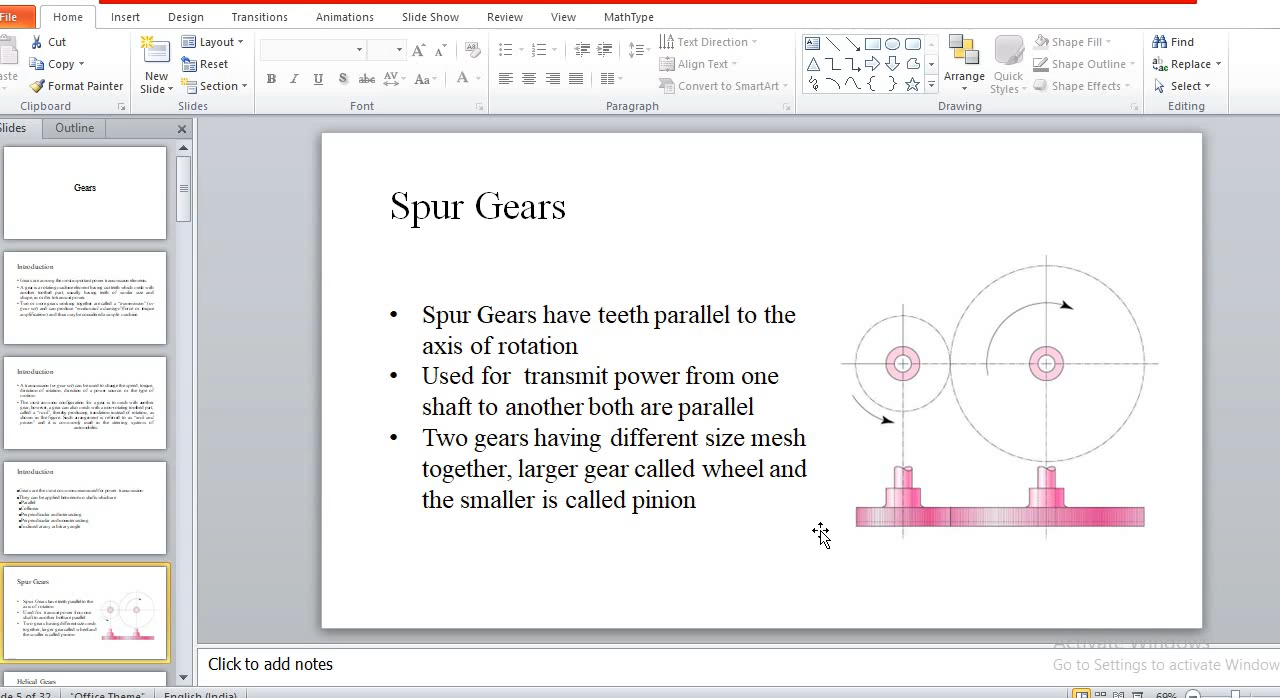 File Home Insert Design Transitions Animations Slide Show Review View MathType
Cut Layout Text Direction Shape Fill Find
Copy Reset Align Text Shape Outline Replace
Format Painter New Slide Section Convert to SmartArt Arrange Quick Styles Shape Effects Select
Clipboard Slides Font Paragraph Drawing Editing
Slides Outline
Gears
Introduction
Introduction
Introduction
Spur Gears
Helical Gears
Spur Gears
• Spur Gears have teeth parallel to the
axis of rotation
• Used for  transmit power from one
shaft to another both are parallel
• Two gears having different size mesh
together, larger gear called wheel and
the smaller is called pinion
Click to add notes
Activate Windows
Go to Settings to activate Window
de 5 of 32 "Office Theme" English (India) 69%